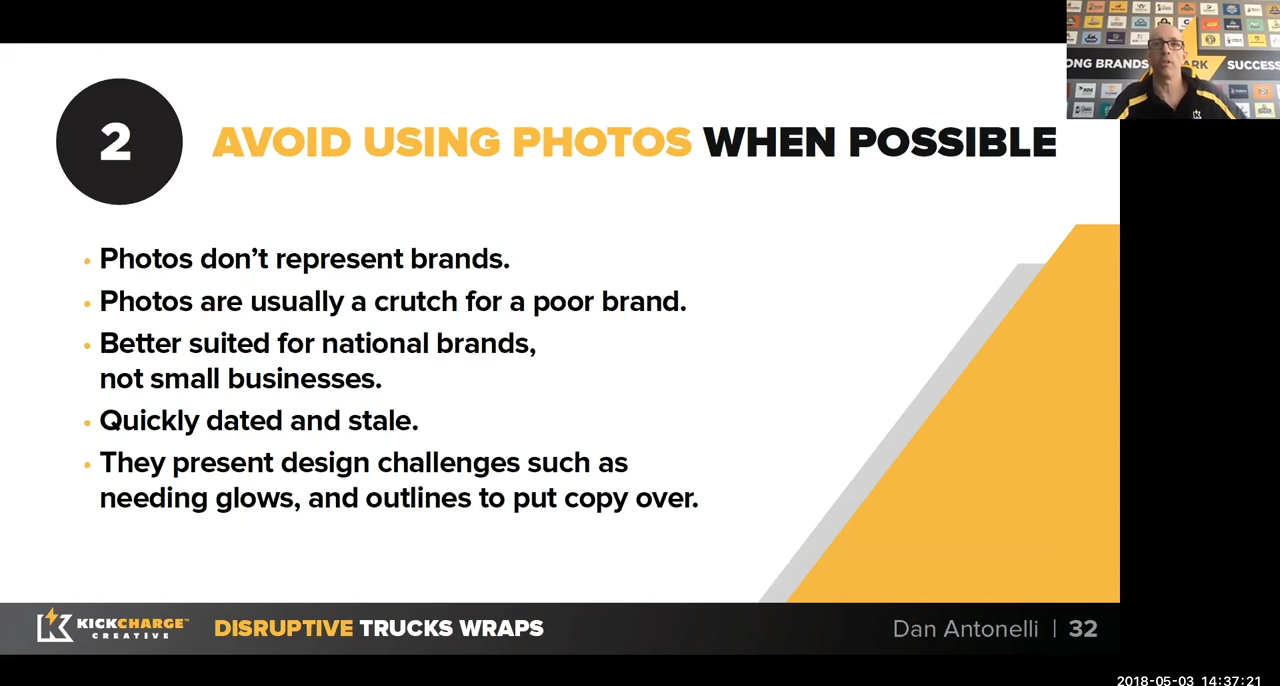 ONG BRANDS
ARK
SUCCESS
2
AVOID USING PHOTOS WHEN POSSIBLE
• Photos don’t represent brands.
• Photos are usually a crutch for a poor brand.
• Better suited for national brands,
not small businesses.
• Quickly dated and stale.
• They present design challenges such as
needing glows, and outlines to put copy over.
KICKCHARGE™
CREATIVE
DISRUPTIVE TRUCKS WRAPS
Dan Antonelli | 32
2018-05-03 14:37:21